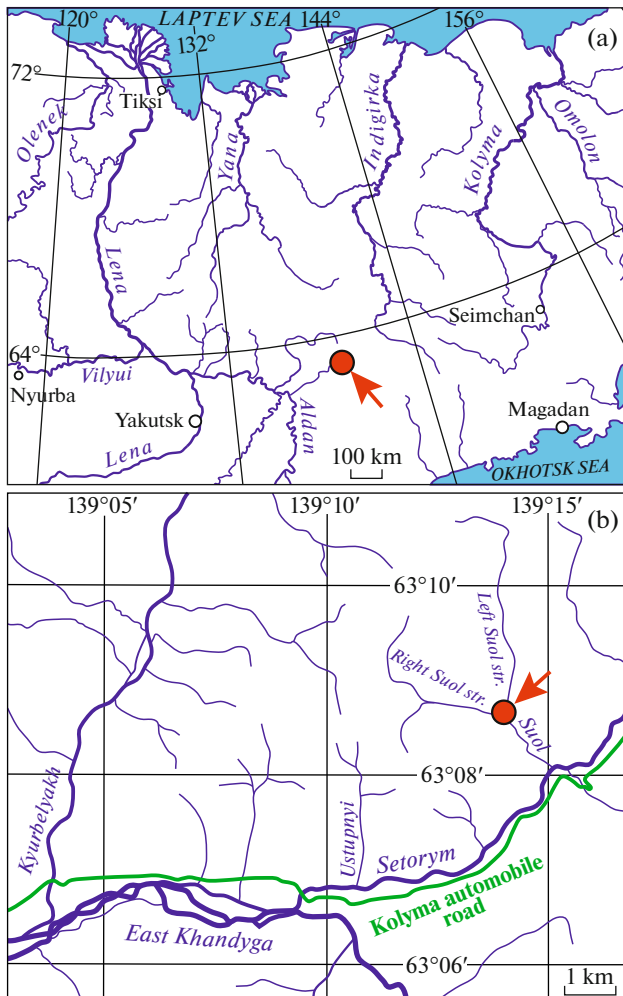 120°
LAPTEV SEA
144°
156°
(a)
132°
72°
Tiksi
Olenek
Yana
Indigirka
Kolyma
Omolon
Lena
Seimchan
64°
Vilyui
Nyurba
Yakutsk
Aldan
Magadan
Lena
100 km
OKHOTSK SEA
139°05′
139°10′
139°15′
(b)
63°10′
Left Suol str.
Right Suol str.
Suol
63°08′
Kyurbelyakh
Ustupnyi
Setorym
Kolyma automobile
road
East Khandyga
63°06′
1 km